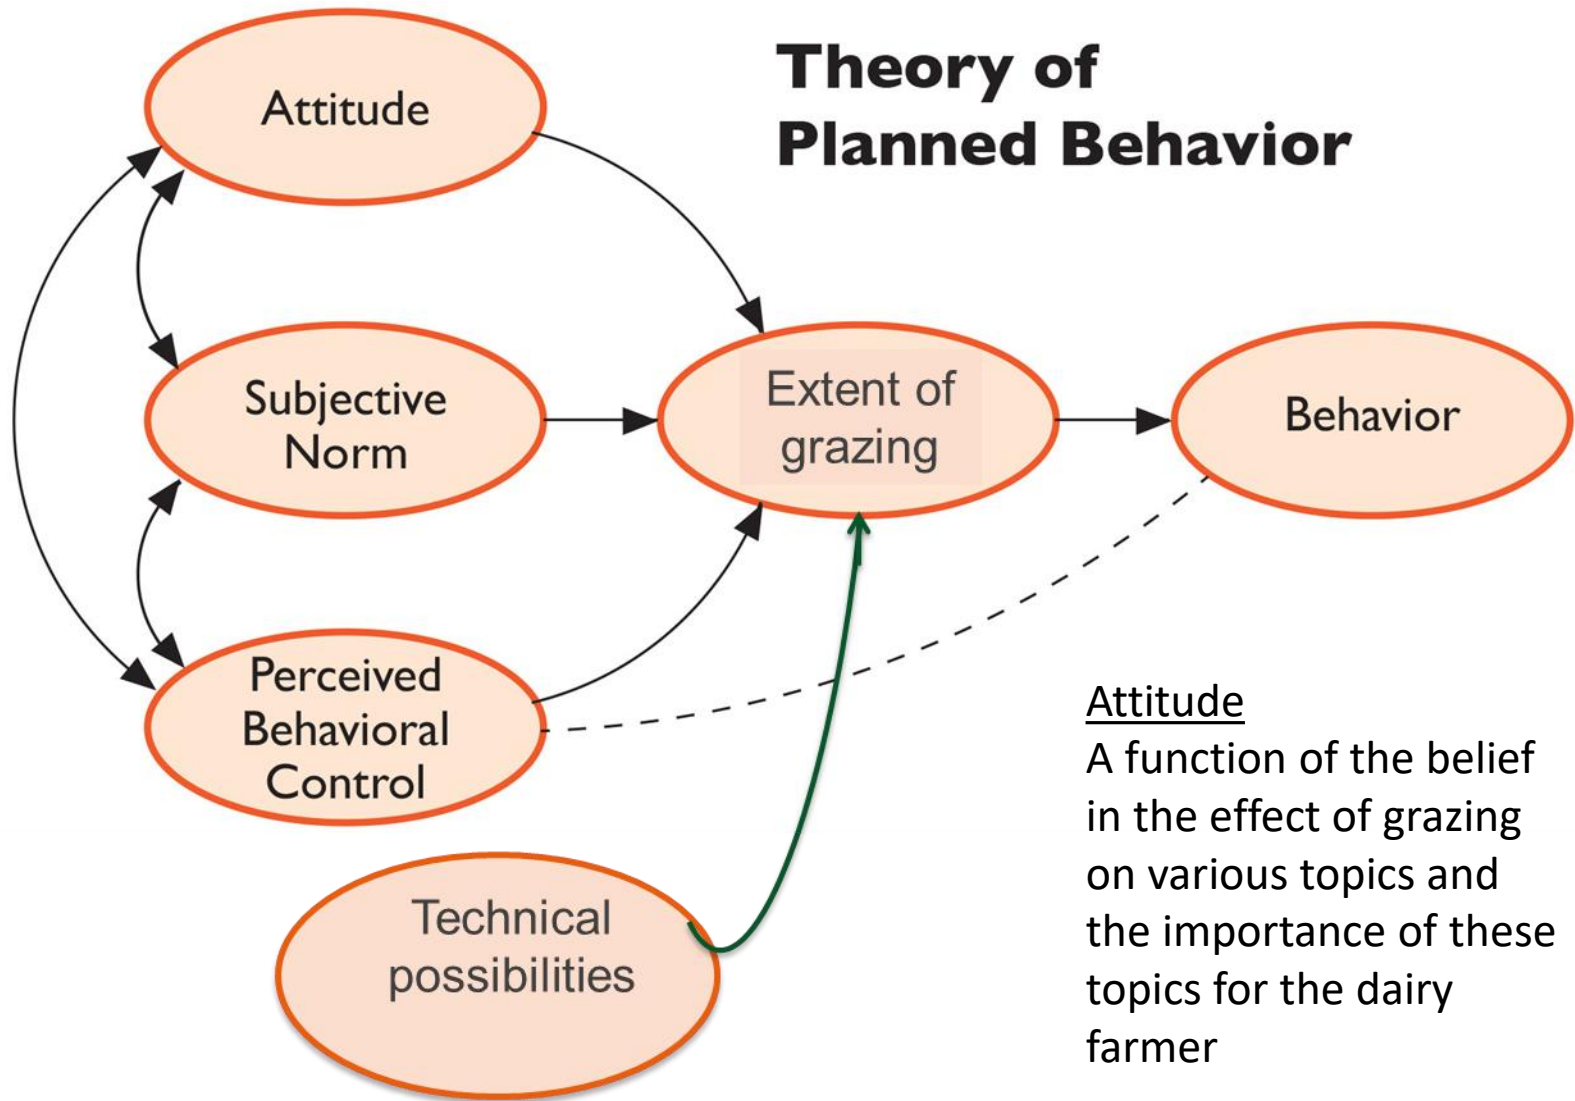 Theory of
Planned Behavior
Attitude
Subjective
Norm
Extent of
grazing
Behavior
Perceived
Behavioral
Control
Technical
possibilities
Attitude
A function of the belief
in the effect of grazing
on various topics and
the importance of these
topics for the dairy
farmer